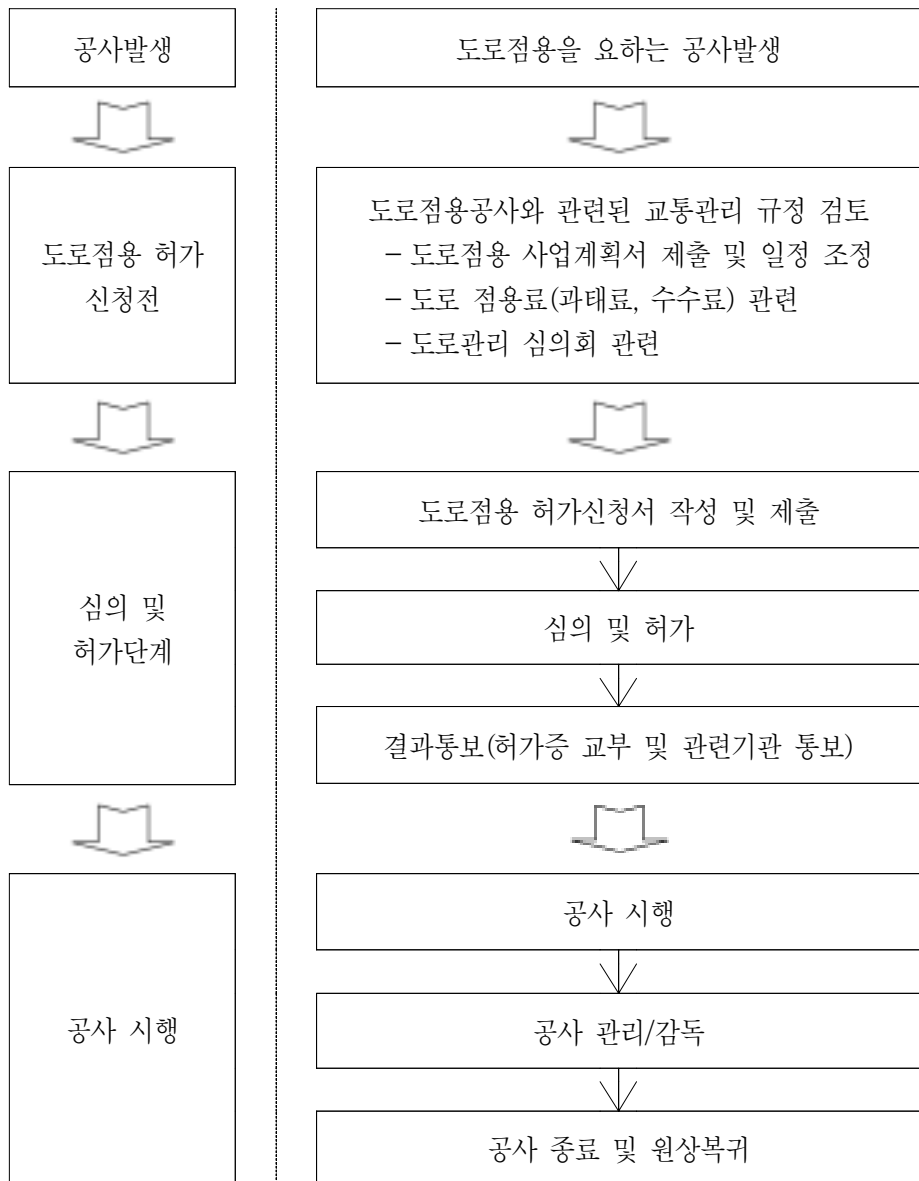 공사발생
도로점용을 요하는 공사발생
도로점용 허가
신청전
도로점용공사와 관련된 교통관리 규정 검토
– 도로점용 사업계획서 제출 및 일정 조정
– 도로 점용료(과태료, 수수료) 관련
– 도로관리 심의회 관련
심의 및
허가단계
도로점용 허가신청서 작성 및 제출
심의 및 허가
결과통보(허가증 교부 및 관련기관 통보)
공사 시행
공사 시행
공사 관리/감독
공사 종료 및 원상복귀